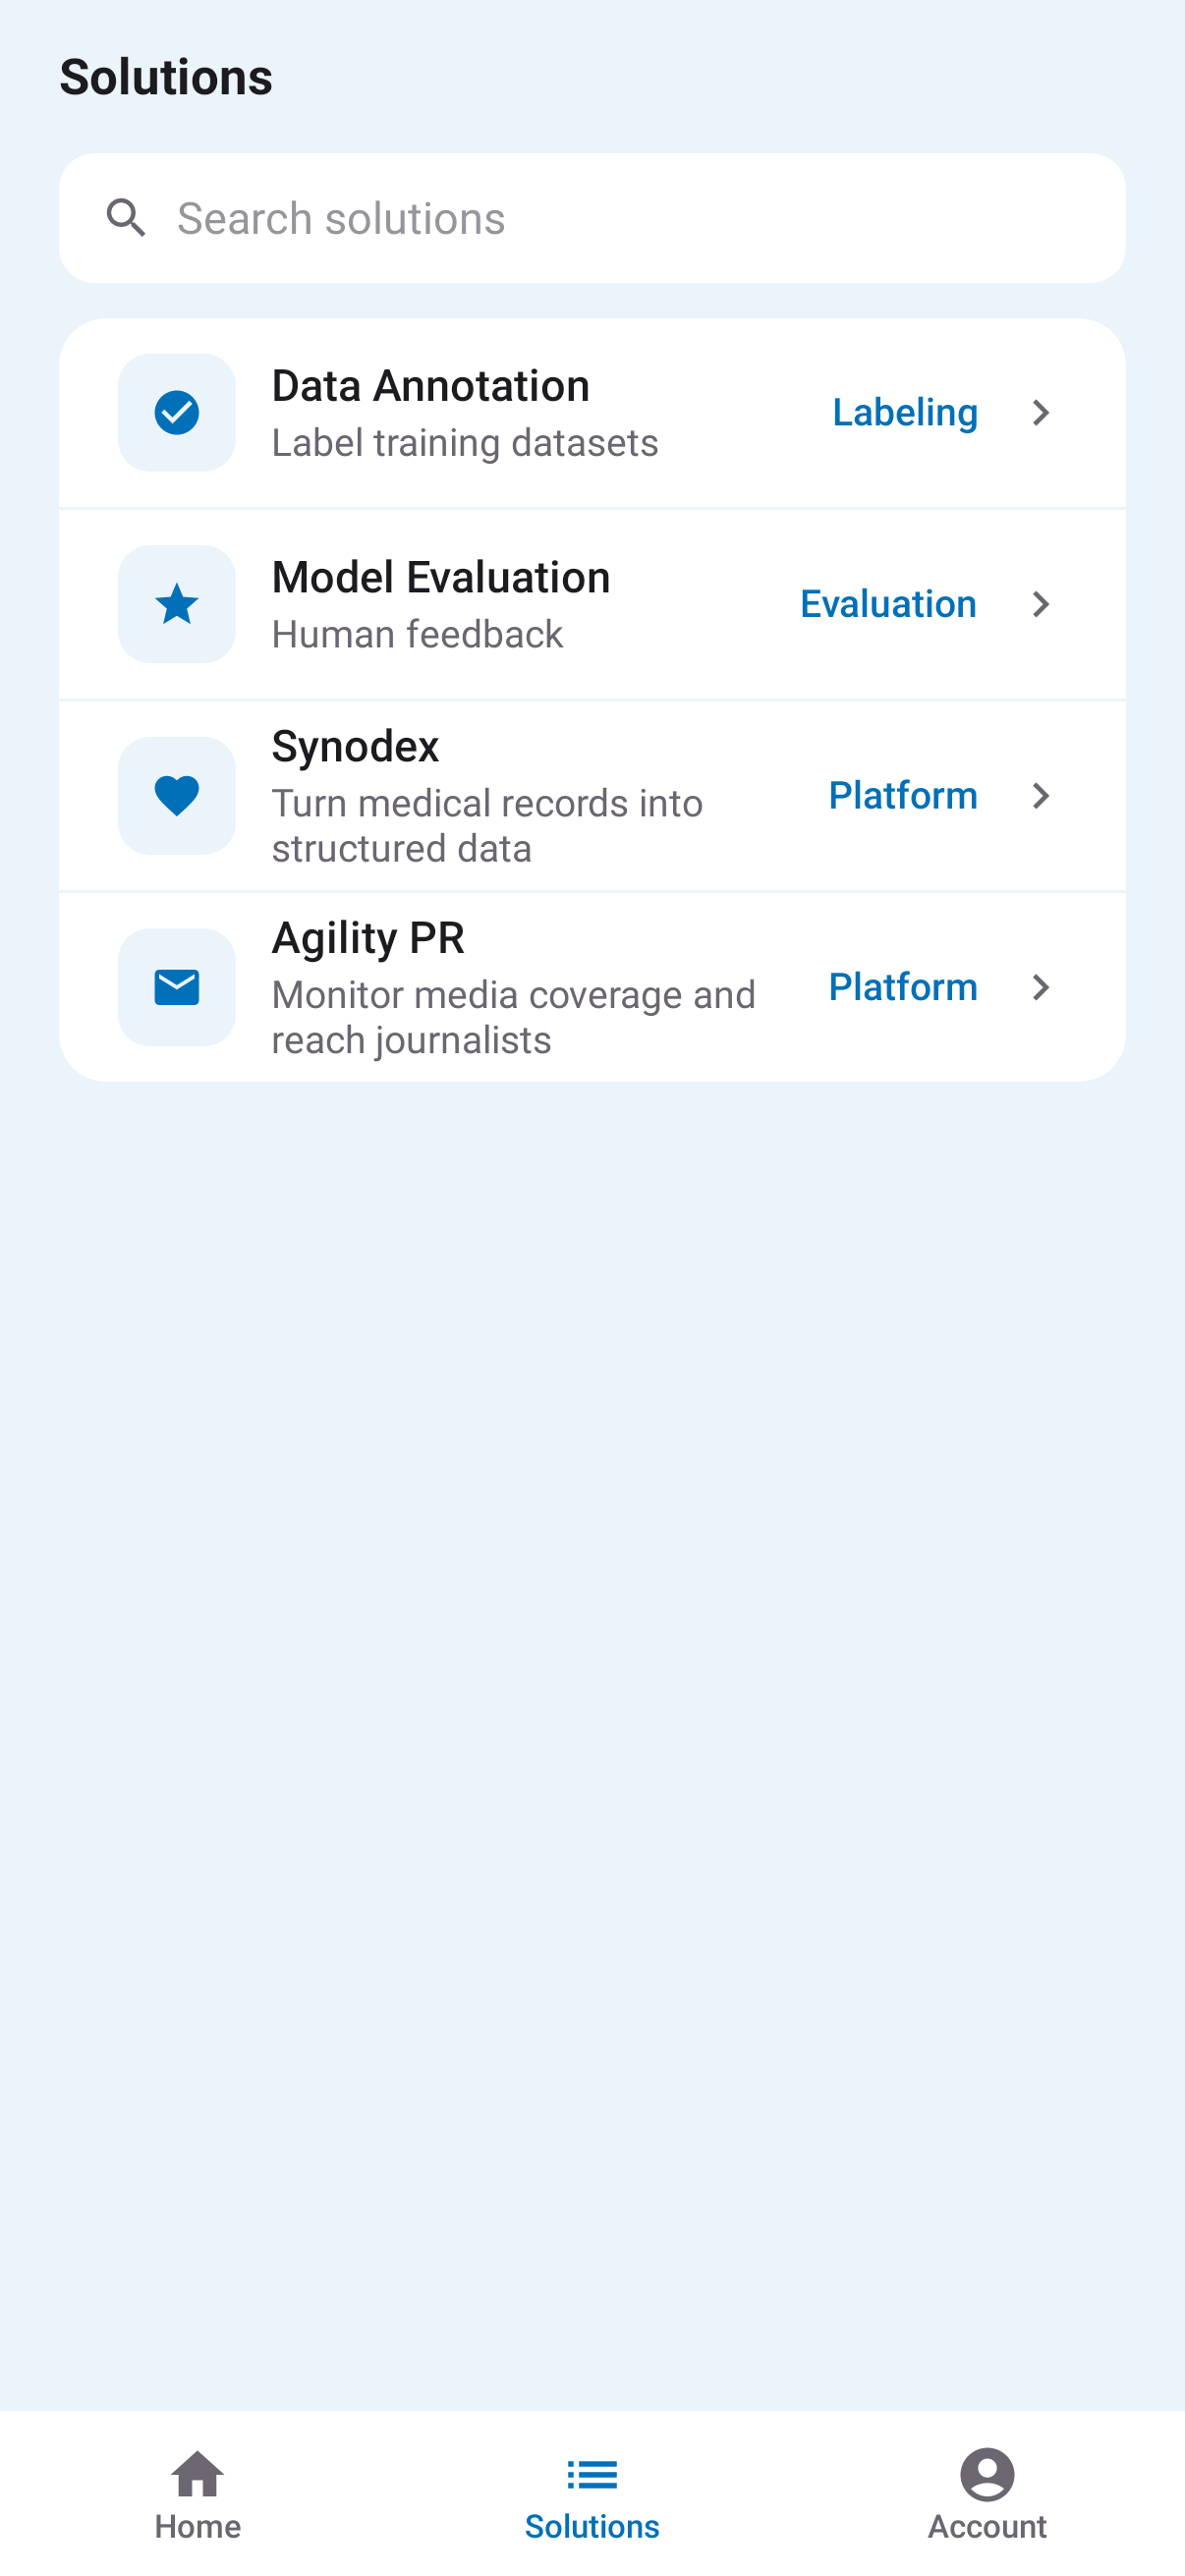 Solutions
Search solutions
Data Annotation
Label training datasets
Labeling
Model Evaluation
Human feedback
Evaluation
Synodex
Turn medical records into
structured data
Platform
Agility PR
Monitor media coverage and
reach journalists
Platform
Home
Solutions
Account